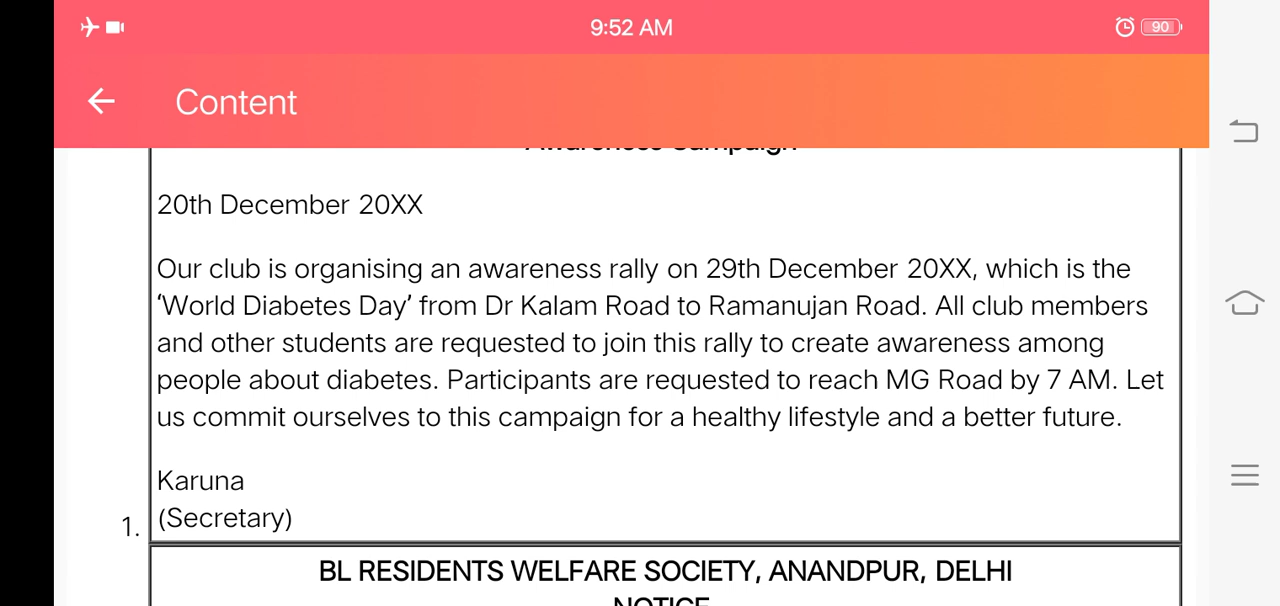 9:52 AM
90
Content
Awareness Campaign
20th December 20XX
Our club is organising an awareness rally on 29th December 20XX, which is the
‘World Diabetes Day’ from Dr Kalam Road to Ramanujan Road. All club members
and other students are requested to join this rally to create awareness among
people about diabetes. Participants are requested to reach MG Road by 7 AM. Let
us commit ourselves to this campaign for a healthy lifestyle and a better future.
Karuna
1. (Secretary)
BL RESIDENTS WELFARE SOCIETY, ANANDPUR, DELHI
NOTICE